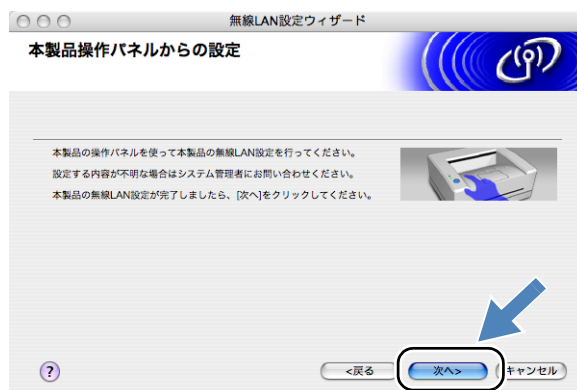 無線LAN設定ウィザード
本製品操作パネルからの設定
本製品の操作パネルを使って本製品の無線LAN設定を行ってください。
設定する内容が不明な場合はシステム管理者にお問い合わせください。
本製品の無線LAN設定が完了しましたら、[次へ]をクリックしてください。
?
<戻る
次へ>
キャンセル